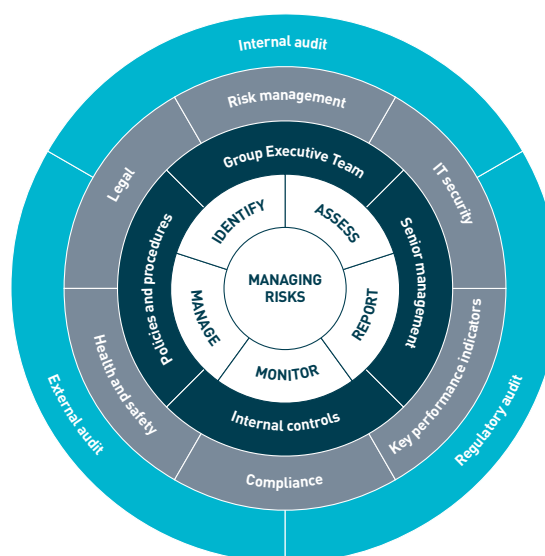 Internal audit
Risk management
Group Executive Team
Legal
IT security
IDENTIFY
ASSESS
Policies and procedures
Senior management
MANAGING
RISKS
MANAGE
REPORT
MONITOR
Internal controls
Health and safety
Key performance indicators
External audit
Regulatory audit
Compliance